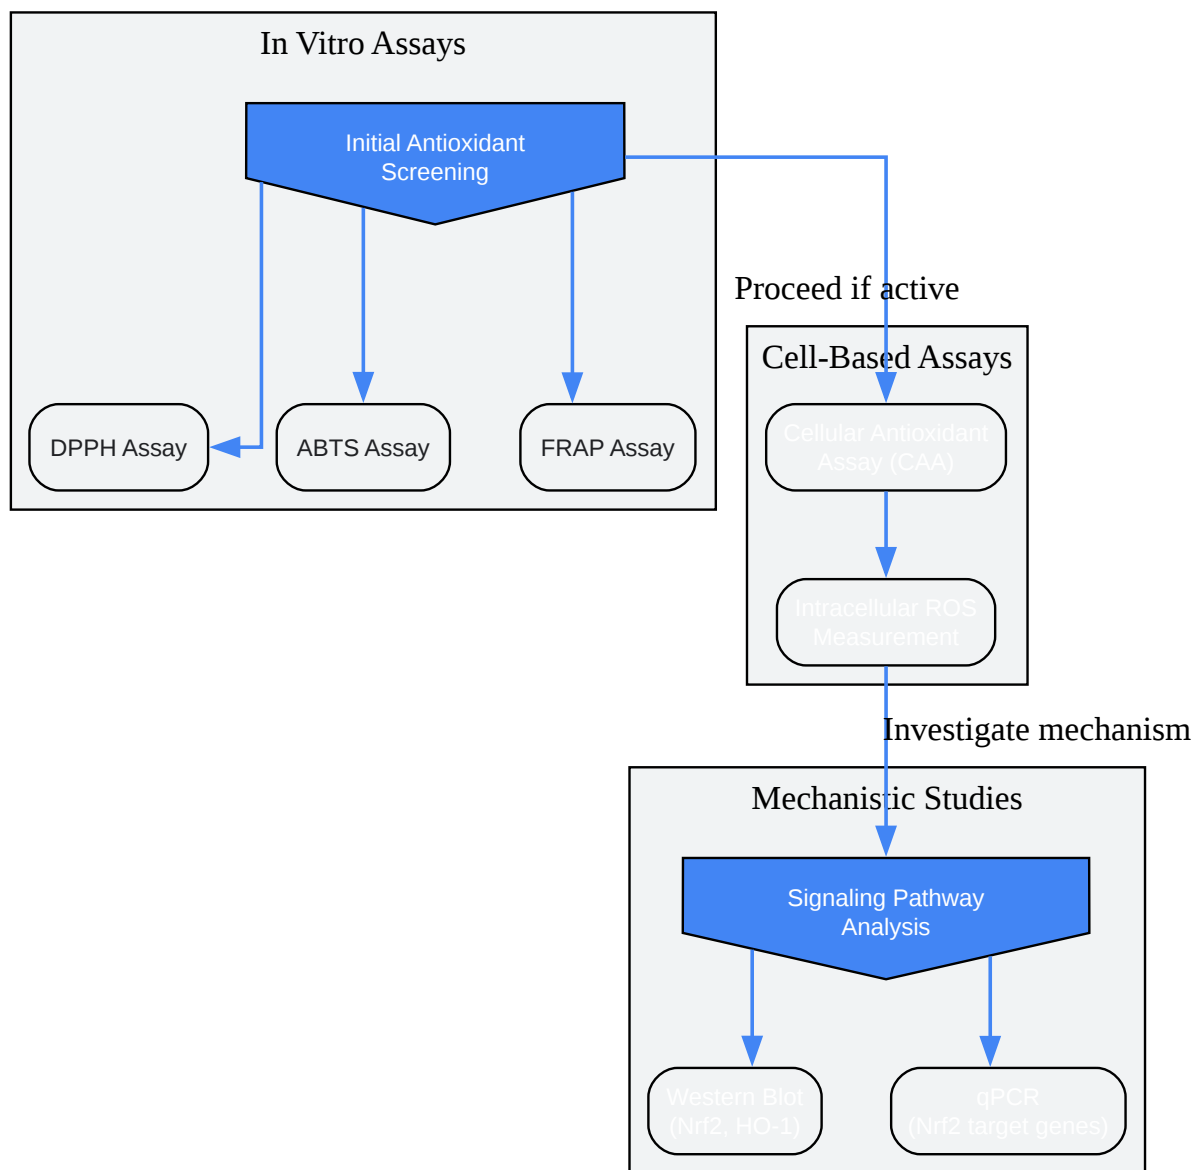 In Vitro Assays
Initial Antioxidant
Screening
Proceed if active
Cell-Based Assays
DPPH Assay
ABTS Assay
FRAP Assay
Cellular Antioxidant
Assay (CAA)
Intracellular ROS
Measurement
Investigate mechanism
Mechanistic Studies
Signaling Pathway
Analysis
Western Blot
(Nrf2, HO-1)
qPCR
(Nrf2 target genes)